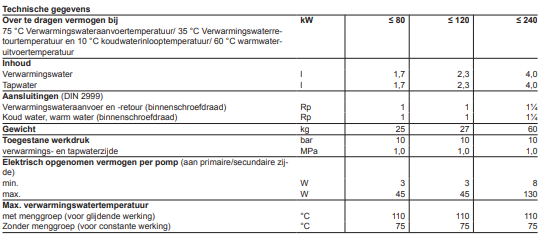 Technische gegevens
Over te dragen vermogen bij kW ≤ 80 ≤ 120 ≤ 240
75 °C Verwarmingswateraanvoertemperatuur/ 35 °C Verwarmingswaterre-
tourtemperatuur en 10 °C koudwaterinlooptemperatuur/ 60 °C warmwater-
uitvoertemperatuur
Inhoud
Verwarmingswater l 1,7 2,3 4,0
Tapwater l 1,7 2,3 4,0
Aansluitingen (DIN 2999)
Verwarmingswateraanvoer en -retour (binnenschroefdraad) Rp 1 1 1¼
Koud water, warm water (binnenschroefdraad) Rp 1 1 1¼
Gewicht kg 25 27 60
Toegestane werkdruk bar 10 10 10
verwarmings- en tapwaterzijde MPa 1,0 1,0 1,0
Elektrisch opgenomen vermogen per pomp (aan primaire/secundaire zij-
de)
min. W 3 3 8
max. W 45 45 130
Max. verwarmingswatertemperatuur
met menggroep (voor glijdende werking) °C 110 110 110
Zonder menggroep (voor constante werking) °C 75 75 75